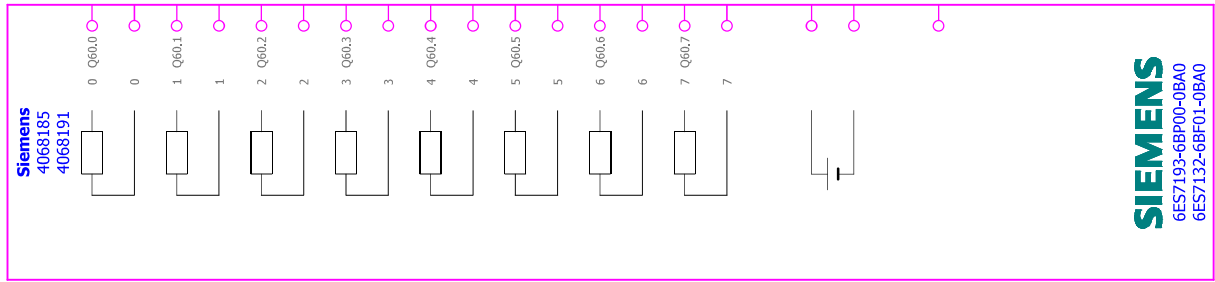 Siemens
4068185
4068191
0 Q60.0
0
1 Q60.1
1
2 Q60.2
2
3 Q60.3
3
4 Q60.4
4
5 Q60.5
5
6 Q60.6
6
7 Q60.7
7
SIEMENS
6ES7193-6BP00-0BA0
6ES7132-6BF01-0BA0